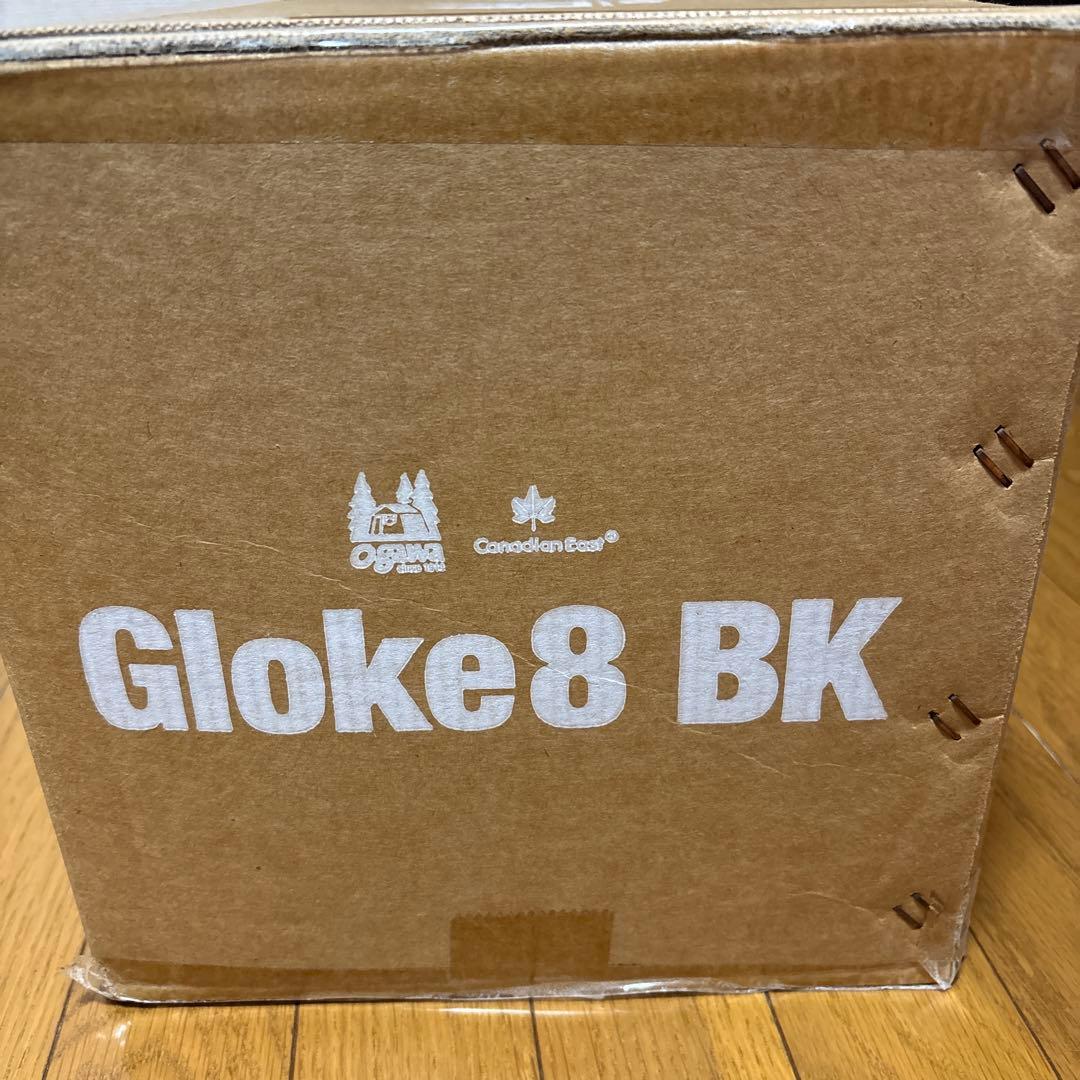 Ogawa
since 1914
Canadian East®
Gloke8 BK